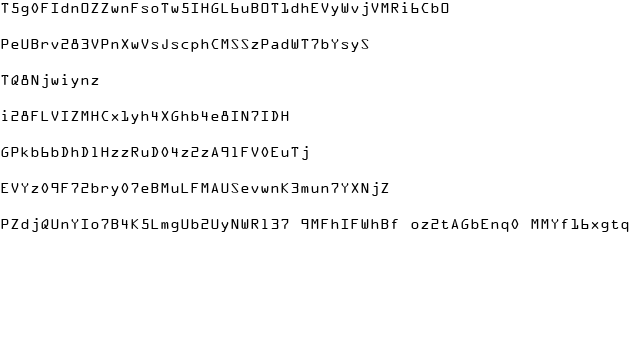 T5g0FIdnOZZwnFsoTw5IHGL6uBOT1dhEVyWvjVMRi6CbO
PeUBrv283VPnXwVsJscphCMSSzPadWT7bYsyS
TQ8Njwiynz
i28FLVIZMHCx1yh4XGhb4e8IN7IDH
GPkb6bDhD1HzzRuD04z2zA91FV0EuTj
EVYz09F72bry07eBMuLFMAUSevwnK3mun7YXNjZ
PZdjQUnYIo7B4K5LmgUb2UyNWR137 9MFhIFWhBf oz2tAGbEnq0 MMYf16xgtq